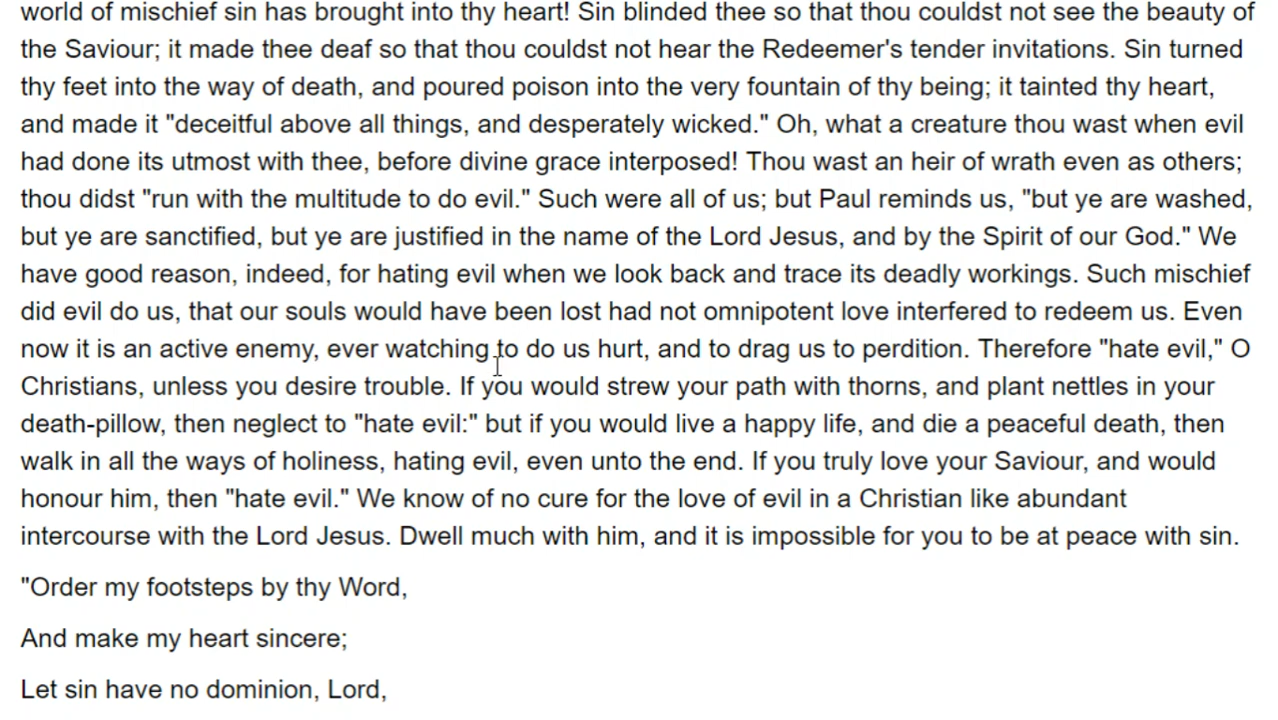 world of mischief sin has brought into thy heart! Sin blinded thee so that thou couldst not see the beauty of
the Saviour; it made thee deaf so that thou couldst not hear the Redeemer's tender invitations. Sin turned
thy feet into the way of death, and poured poison into the very fountain of thy being; it tainted thy heart,
and made it "deceitful above all things, and desperately wicked." Oh, what a creature thou wast when evil
had done its utmost with thee, before divine grace interposed! Thou wast an heir of wrath even as others;
thou didst "run with the multitude to do evil." Such were all of us; but Paul reminds us, "but ye are washed,
but ye are sanctified, but ye are justified in the name of the Lord Jesus, and by the Spirit of our God." We
have good reason, indeed, for hating evil when we look back and trace its deadly workings. Such mischief
did evil do us, that our souls would have been lost had not omnipotent love interfered to redeem us. Even
now it is an active enemy, ever watching to do us hurt, and to drag us to perdition. Therefore "hate evil," O
Christians, unless you desire trouble. If you would strew your path with thorns, and plant nettles in your
death-pillow, then neglect to "hate evil:" but if you would live a happy life, and die a peaceful death, then
walk in all the ways of holiness, hating evil, even unto the end. If you truly love your Saviour, and would
honour him, then "hate evil." We know of no cure for the love of evil in a Christian like abundant
intercourse with the Lord Jesus. Dwell much with him, and it is impossible for you to be at peace with sin.
"Order my footsteps by thy Word,
And make my heart sincere;
Let sin have no dominion, Lord,